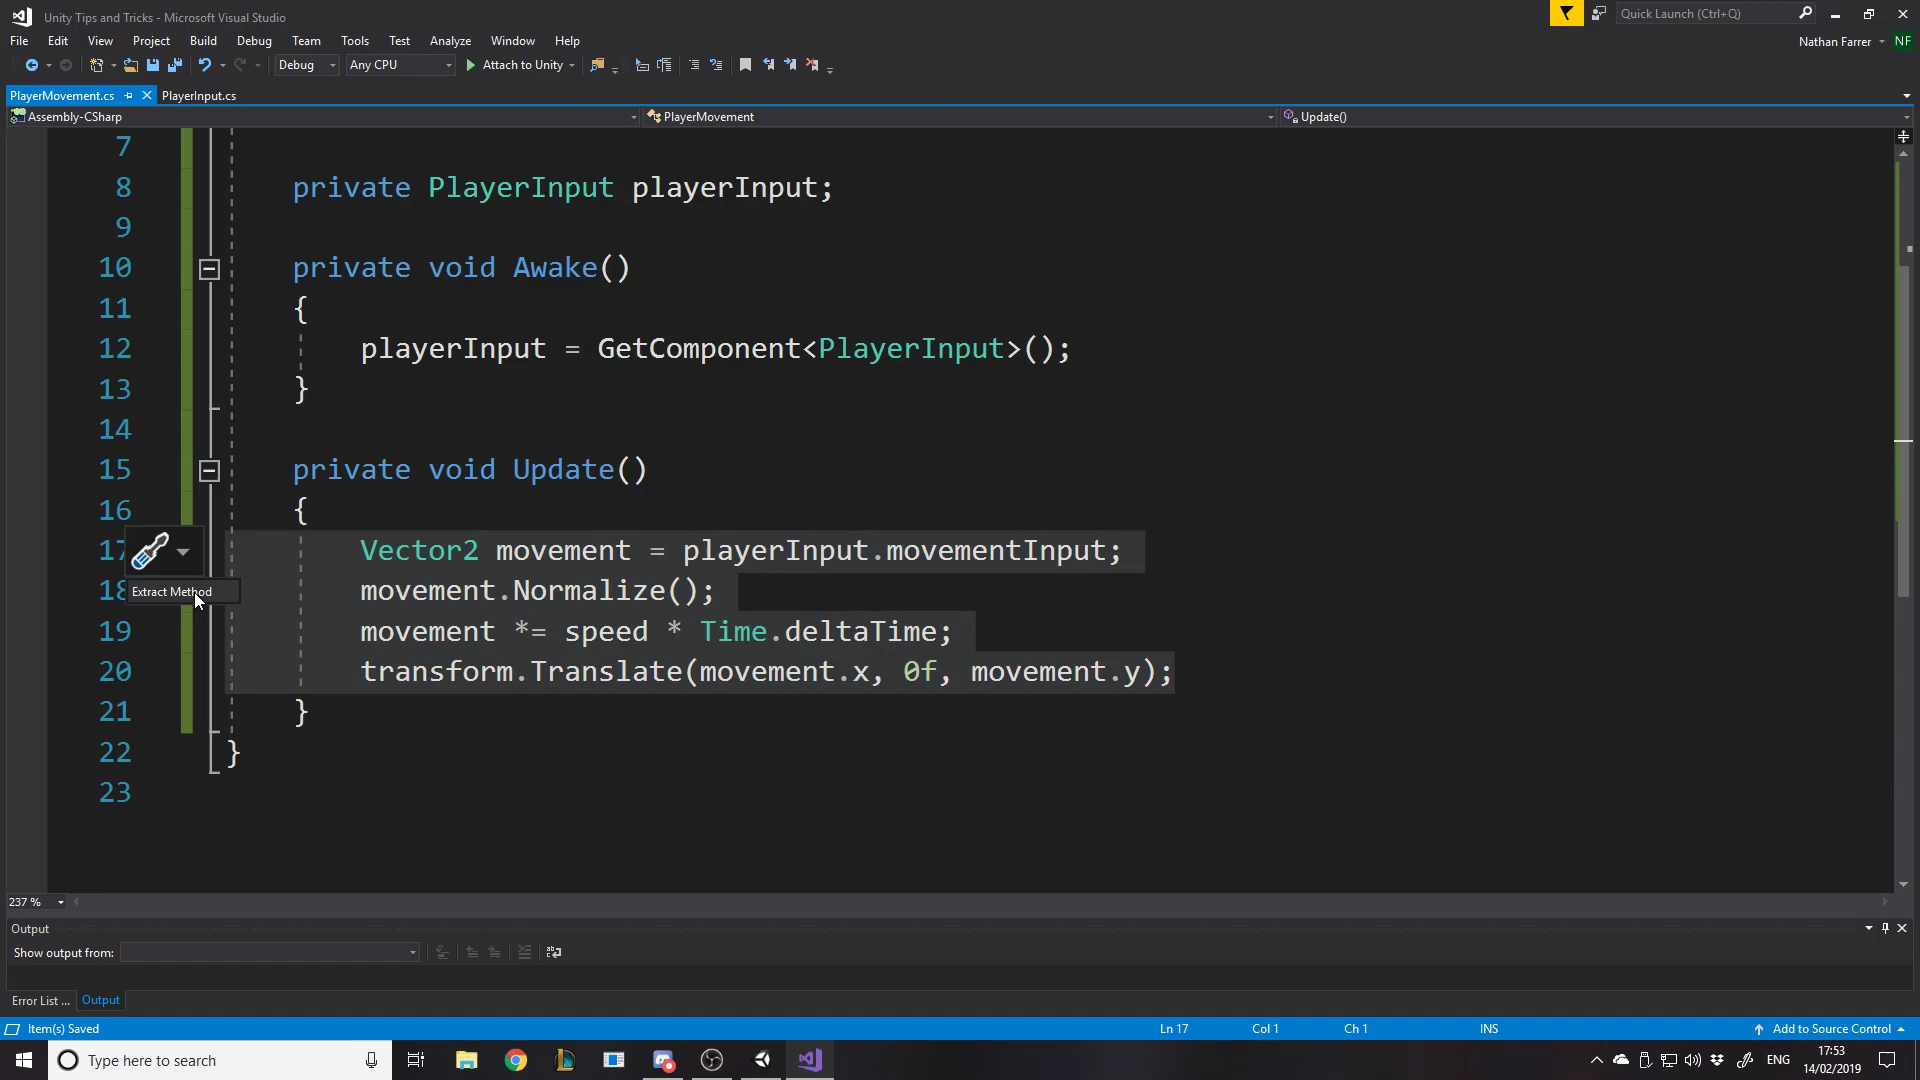 Unity Tips and Tricks - Microsoft Visual Studio
Quick Launch (Ctrl+Q)
File Edit View Project Build Debug Team Tools Test Analyze Window Help
Nathan Farrer NF
Debug Any CPU Attach to Unity
PlayerMovement.cs PlayerInput.cs
Assembly-CSharp PlayerMovement Update()
7
8 private PlayerInput playerInput;
9
10 private void Awake()
11 {
12 playerInput = GetComponent<PlayerInput>();
13 }
14
15 private void Update()
16 {
17 Vector2 movement = playerInput.movementInput;
18 movement.Normalize();
Extract Method
19 movement *= speed * Time.deltaTime;
20 transform.Translate(movement.x, 0f, movement.y);
21 }
22 }
23
237 %
Output
Show output from:
Error List ... Output
Item(s) Saved Ln 17 Col 1 Ch 1 INS Add to Source Control
Type here to search
ENG
17:53
14/02/2019